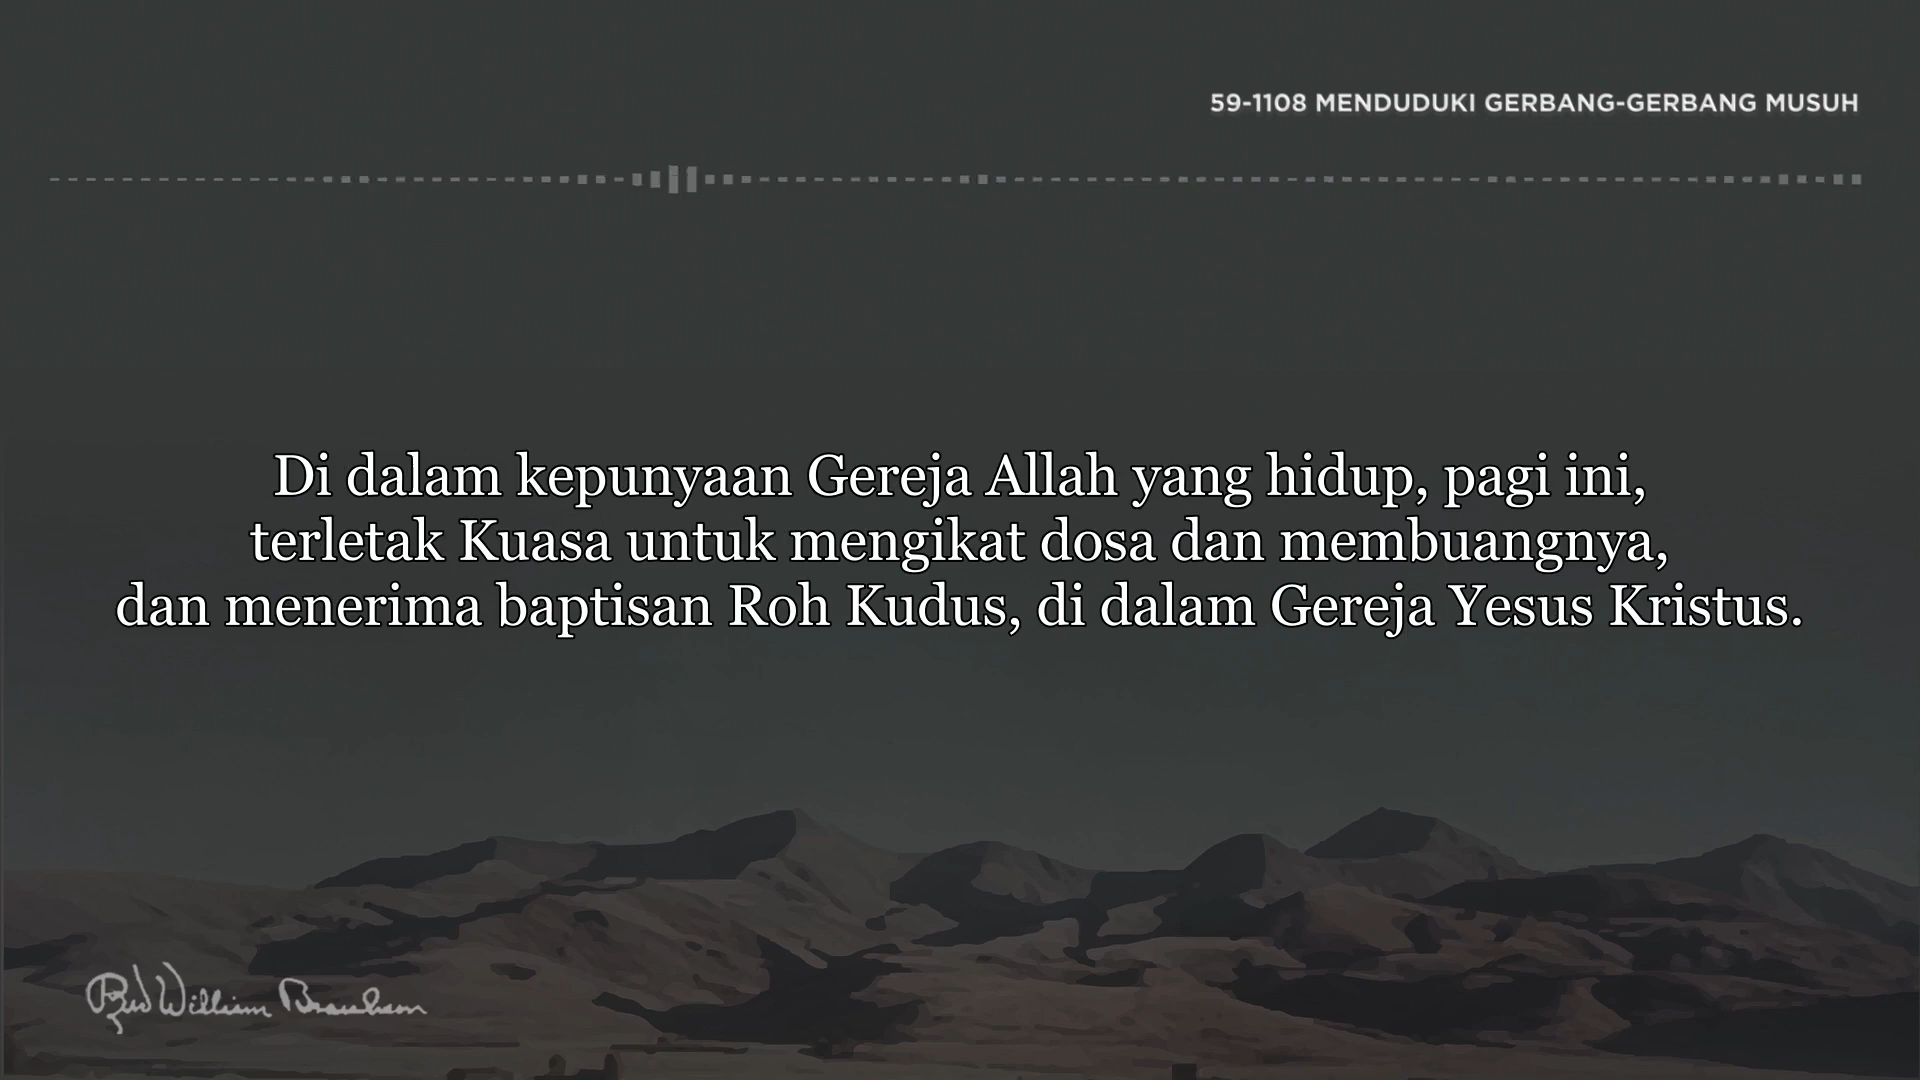 59-1108 MENDUDUKI GERBANG-GERBANG MUSUH
Di dalam kepunyaan Gereja Allah yang hidup, pagi ini,
terletak Kuasa untuk mengikat dosa dan membuangnya,
dan menerima baptisan Roh Kudus, di dalam Gereja Yesus Kristus.
Rev William Branham